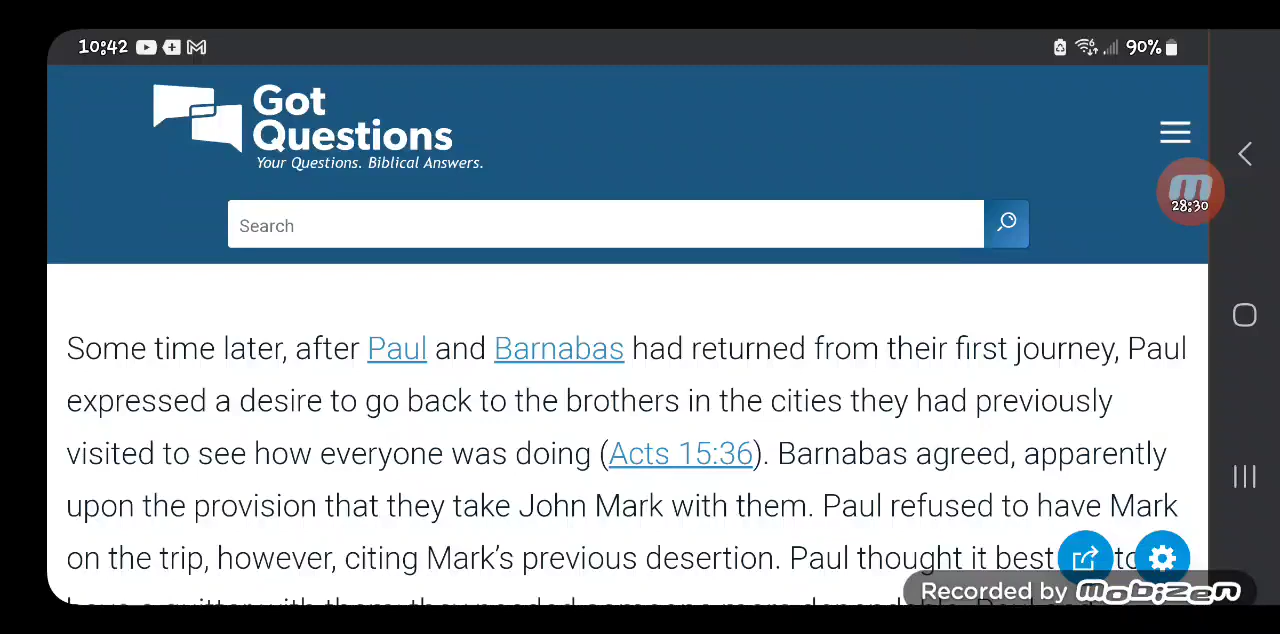 10:42
90%
Got
Questions
Your Questions. Biblical Answers.
28:30
Search
Some time later, after Paul and Barnabas had returned from their first journey, Paul
expressed a desire to go back to the brothers in the cities they had previously
visited to see how everyone was doing (Acts 15:36). Barnabas agreed, apparently
upon the provision that they take John Mark with them. Paul refused to have Mark
on the trip, however, citing Mark's previous desertion. Paul thought it best to
Recorded by Mobizen